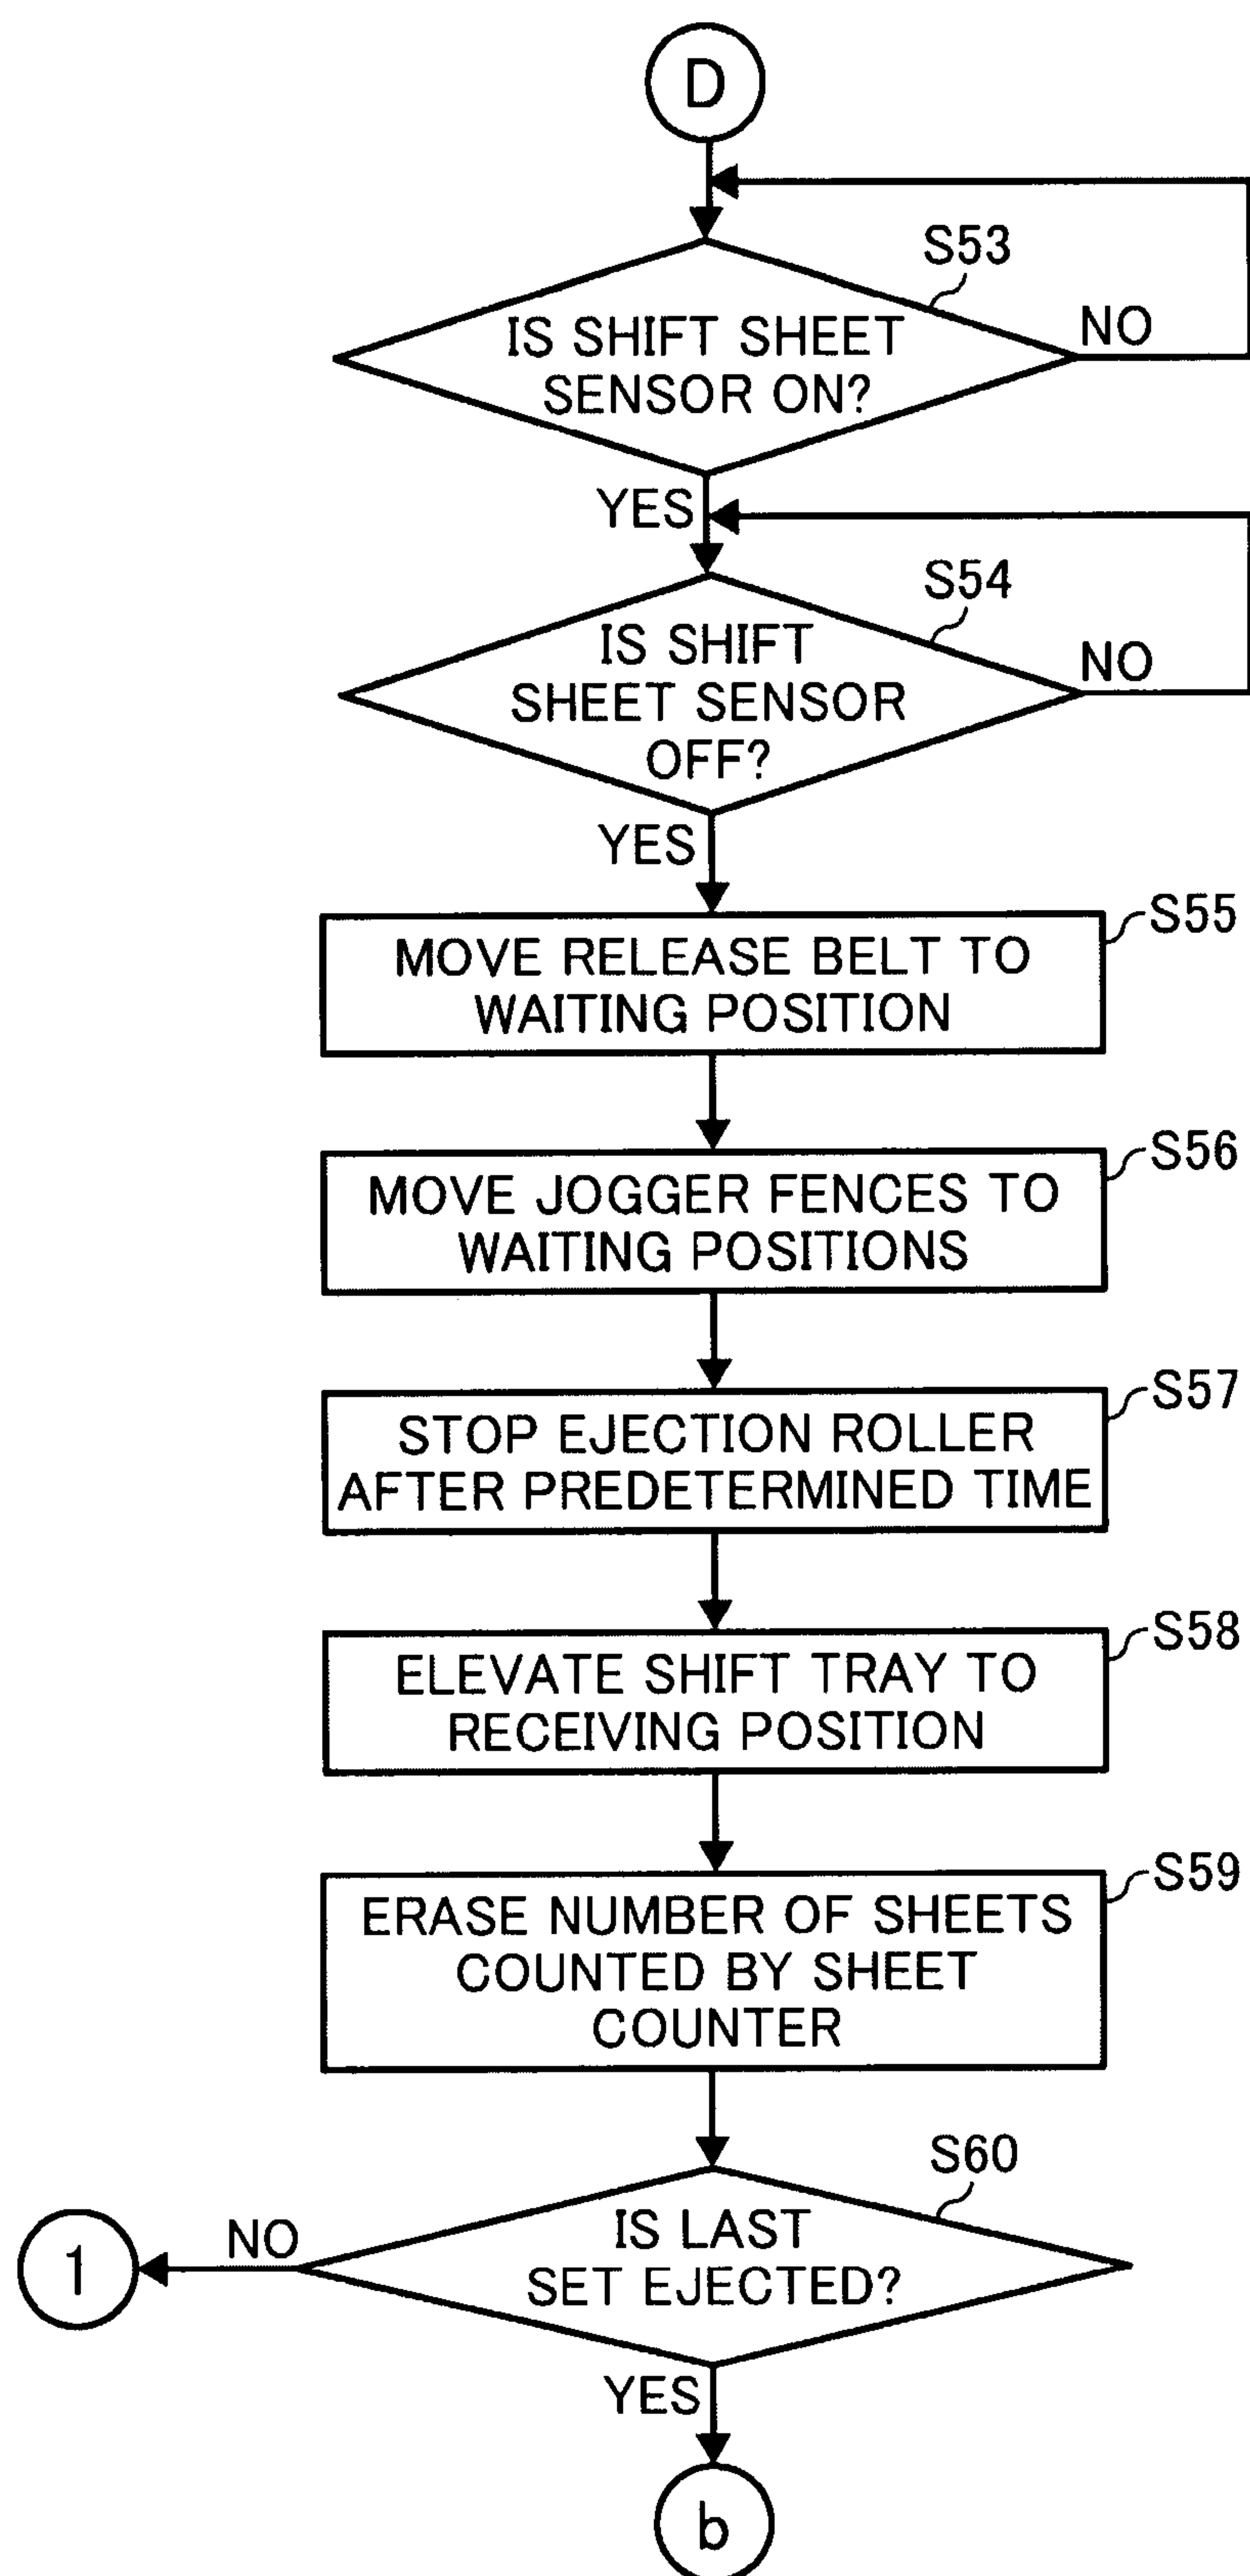 D
S53
IS SHIFT SHEET
SENSOR ON?
NO
YES
S54
IS SHIFT
SHEET SENSOR
OFF?
NO
YES
S55
MOVE RELEASE BELT TO
WAITING POSITION
S56
MOVE JOGGER FENCES TO
WAITING POSITIONS
S57
STOP EJECTION ROLLER
AFTER PREDETERMINED TIME
S58
ELEVATE SHIFT TRAY TO
RECEIVING POSITION
S59
ERASE NUMBER OF SHEETS
COUNTED BY SHEET
COUNTER
S60
IS LAST
SET EJECTED?
NO
1
YES
b